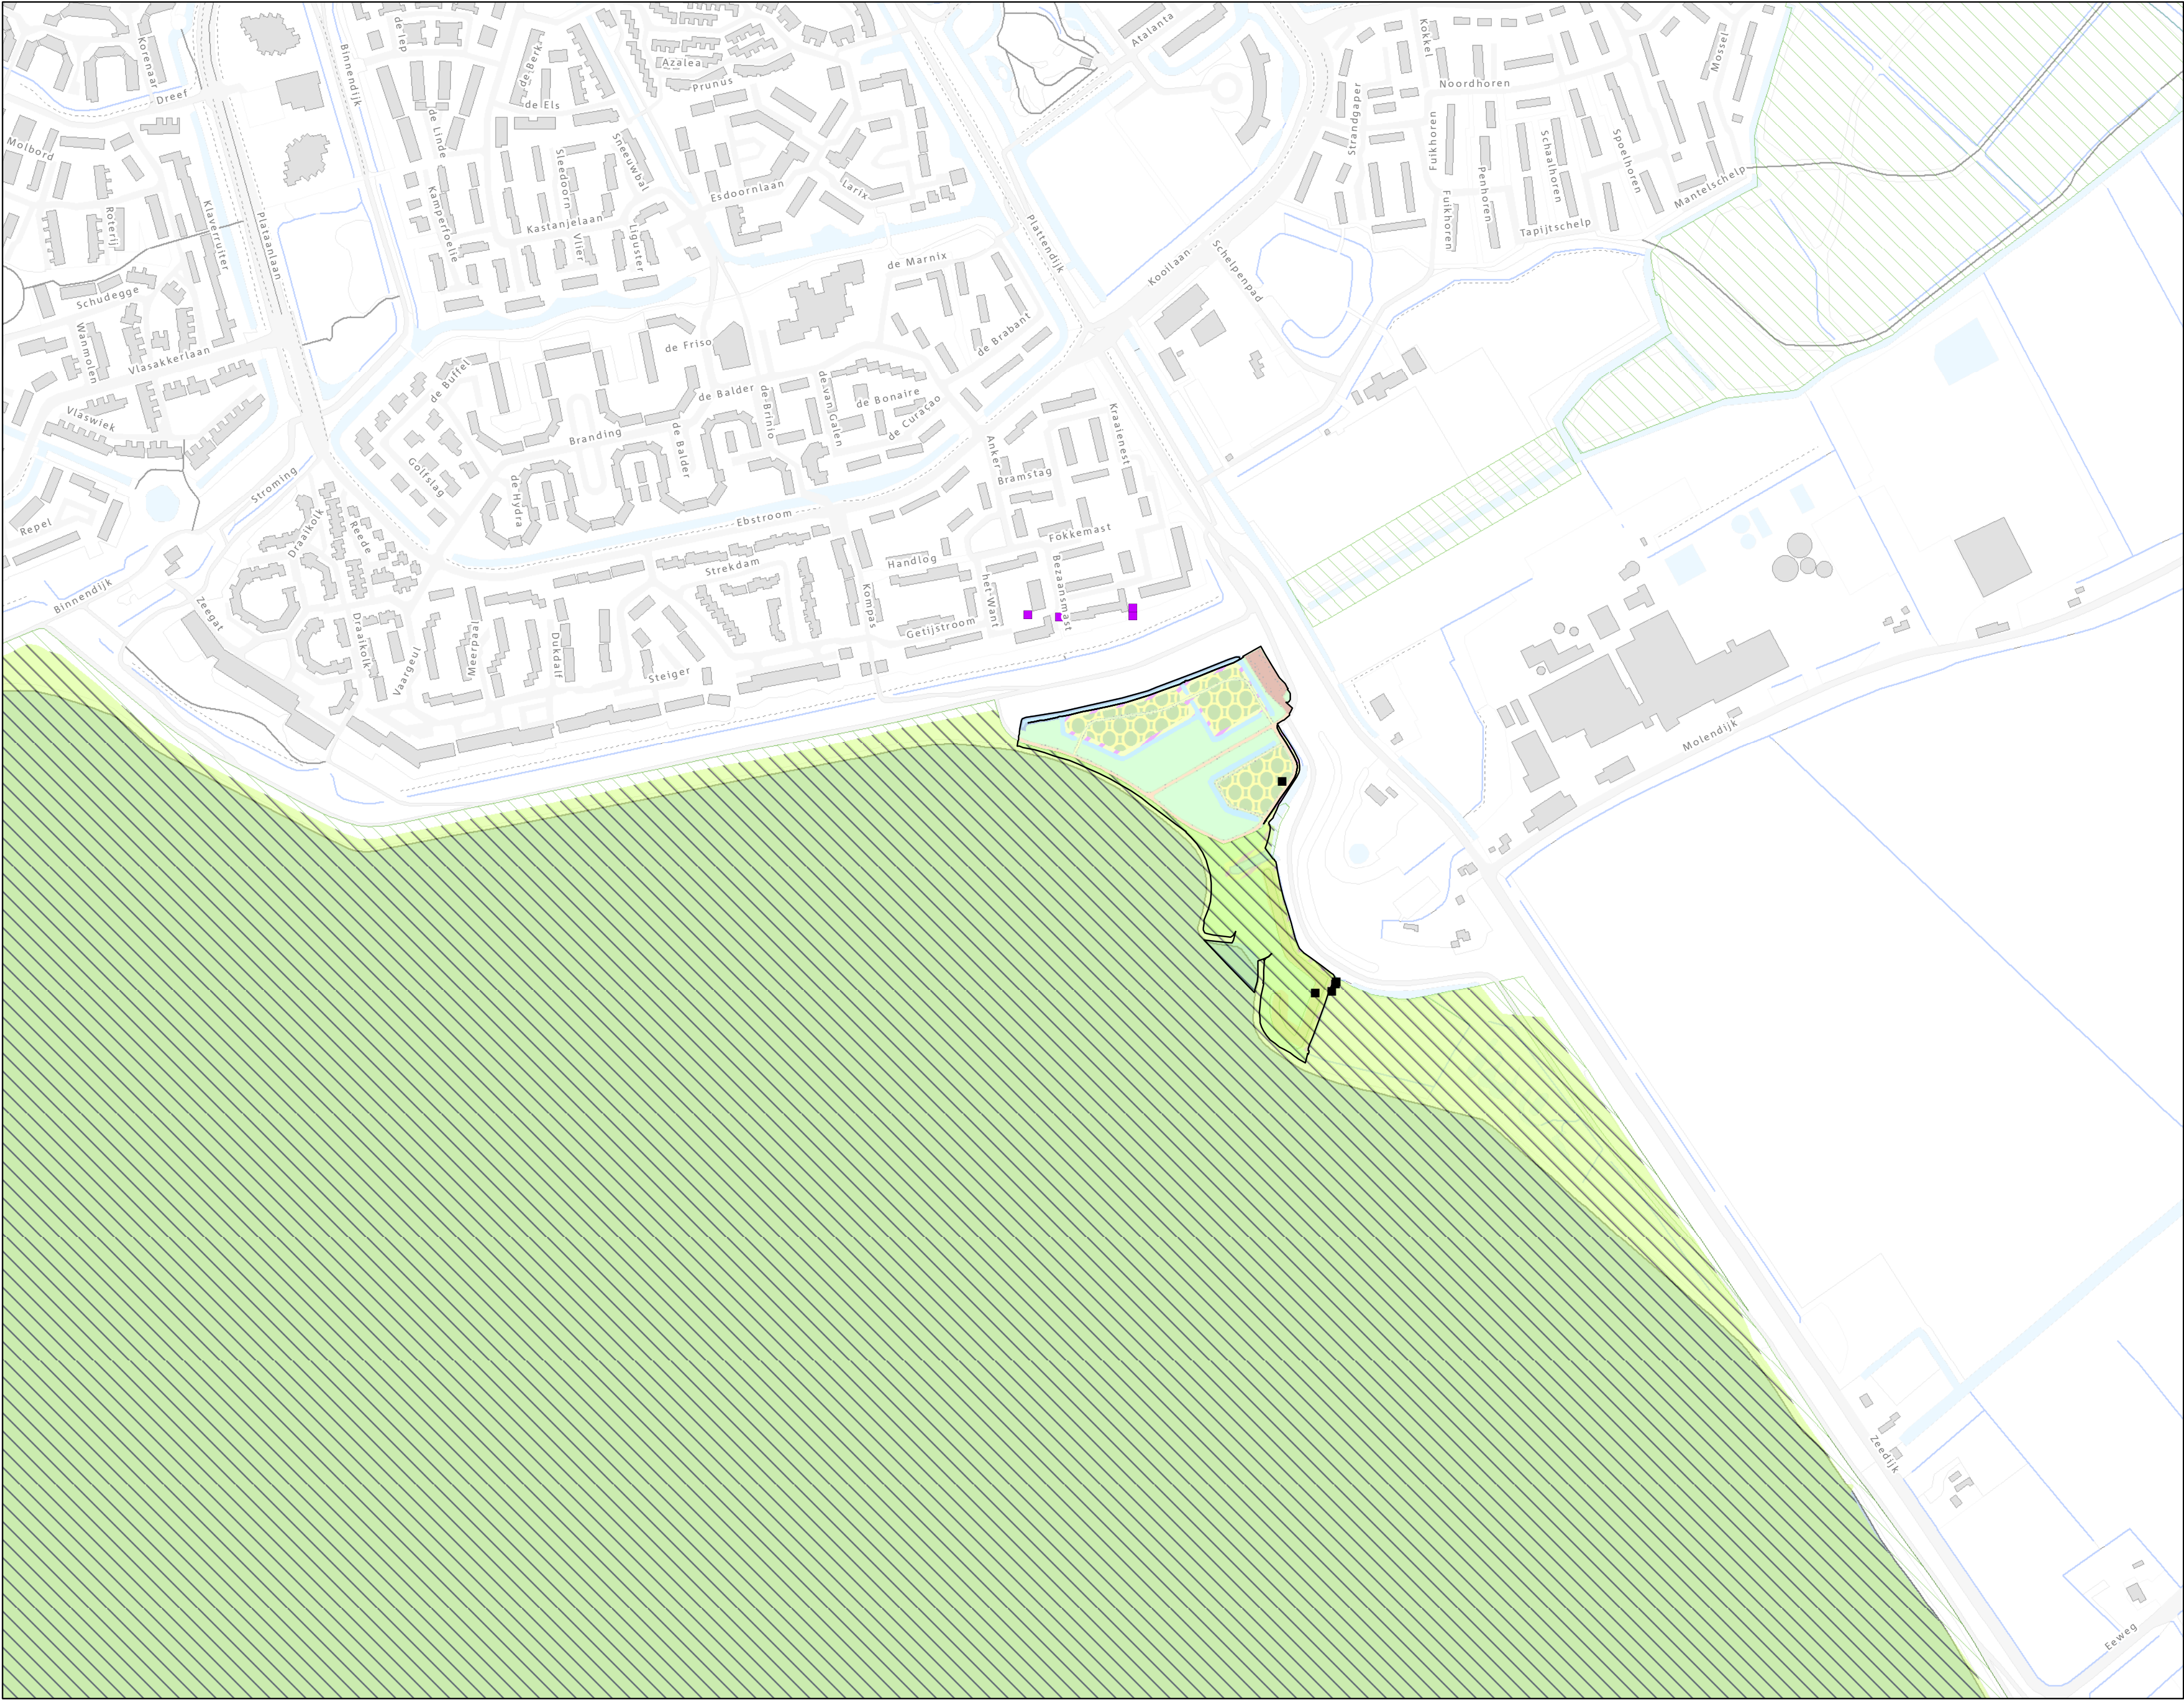 Korenaar
de Iep
Binnendijk
de Berk
Azalea
Prunus
Atalanta
Kokkel
Mossel
Noordhoren
Dreef
de Els
de Linde
Molbord
Sneeuwbal
Sleedoorn
Strandgaper
Fuikhoren
Schaalhoren
Spoelhoren
Penhoren
Mantelschelp
Esdoornlaan
Larix
Kamperfoelie
Klaverruiter
Roterij
Plataanlaan
Kastanjelaan
Vlier
Liguster
Plattendijk
Fuikhoren
Tapijtschelp
de Marnix
Kooilaan
Schelpenpad
Schudegge
Wanmolen
Vlasakkerlaan
de Friso
de Brabant
de Buffel
de Balder
de Brinio
de van Galen
de Bonaire
de Curaçao
Vlaswiek
Branding
de Balder
Kraaienest
Anker
Bramstag
Golfslag
Stroming
de Hydra
Repel
Ebstroom
Draaikolk
Reede
Fokkemast
Handlog
Strekdam
Bezaansmast
het Want
Binnendijk
Zeegat
Kompas
Getijstroom
Draaikolk
Meerpaal
Dukdalf
Vaargeul
Steiger
Molendijk
Zeedijk
Eeweg